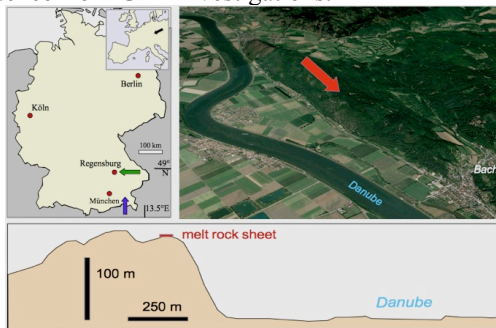 Berlin
Köln
100 km
Regensburg
49°
N
München
13.5°E
Danube
Bach
melt rock sheet
100 m
250 m
Danube